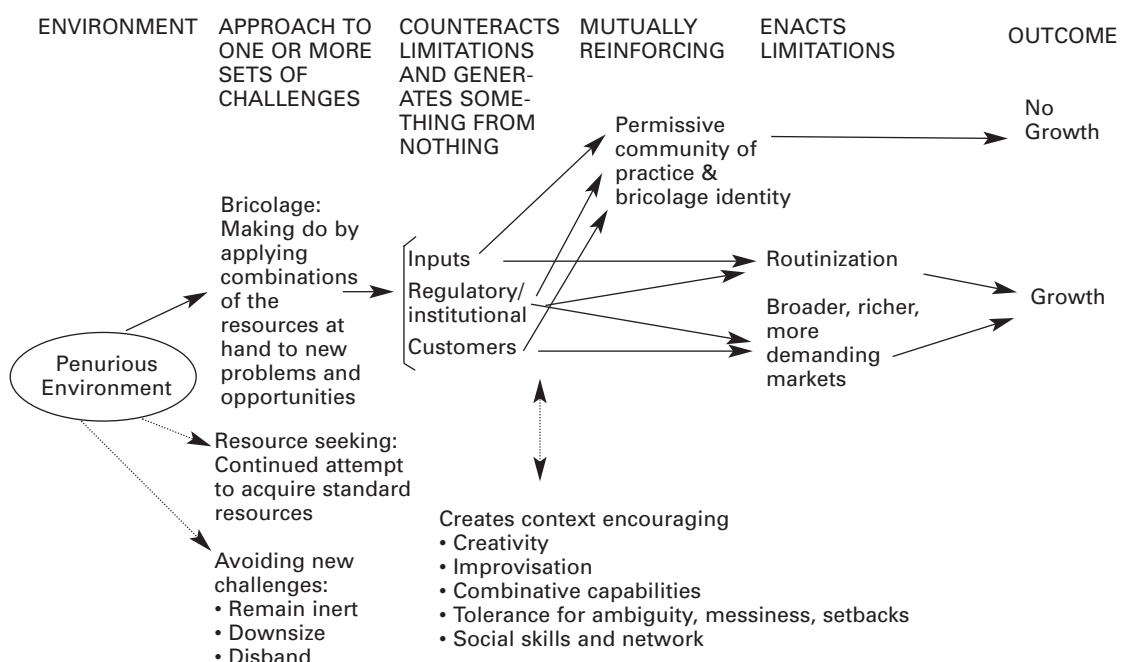 ENVIRONMENT
APPROACH TO
ONE OR MORE
SETS OF
CHALLENGES
COUNTERACTS
LIMITATIONS
AND GENER-
ATES SOME-
THING FROM
NOTHING
MUTUALLY
REINFORCING
ENACTS
LIMITATIONS
OUTCOME
No
Growth
Permissive
community of
practice &
bricolage identity
Bricolage:
Making do by
applying
combinations
of the
resources at
hand to new
problems and
opportunities
Inputs
Regulatory/
institutional
Customers
Routinization
Broader, richer,
more
demanding
markets
Growth
Penurious
Environment
Resource seeking:
Continued attempt
to acquire standard
resources
Avoiding new
challenges:
• Remain inert
• Downsize
• Disband
Creates context encouraging
• Creativity
• Improvisation
• Combinative capabilities
• Tolerance for ambiguity, messiness, setbacks
• Social skills and network